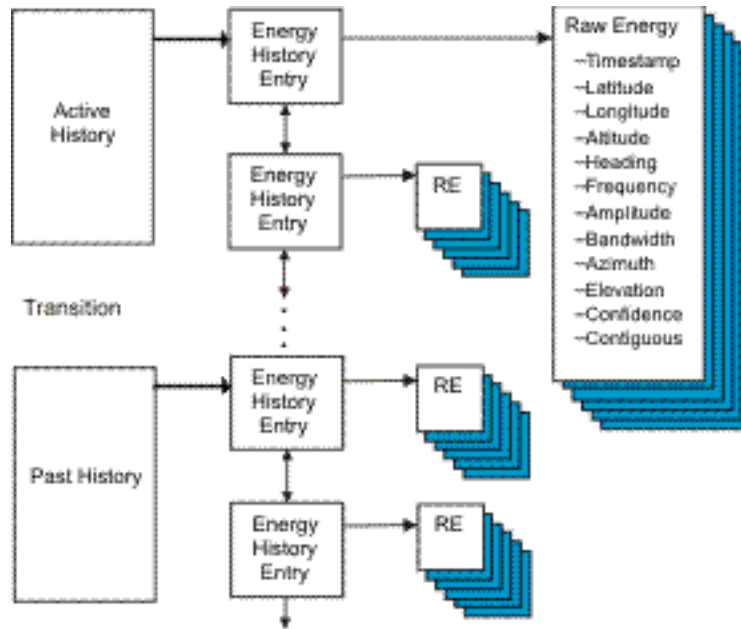 Active
History
Energy
History
Entry
Raw Energy
~Timestamp
~Latitude
~Longitude
~Altitude
~Heading
~Frequency
~Amplitude
~Bandwidth
~Azimuth
~Elevation
~Confidence
~Contiguous
Energy
History
Entry
RE
Transition
Past History
Energy
History
Entry
RE
Energy
History
Entry
RE